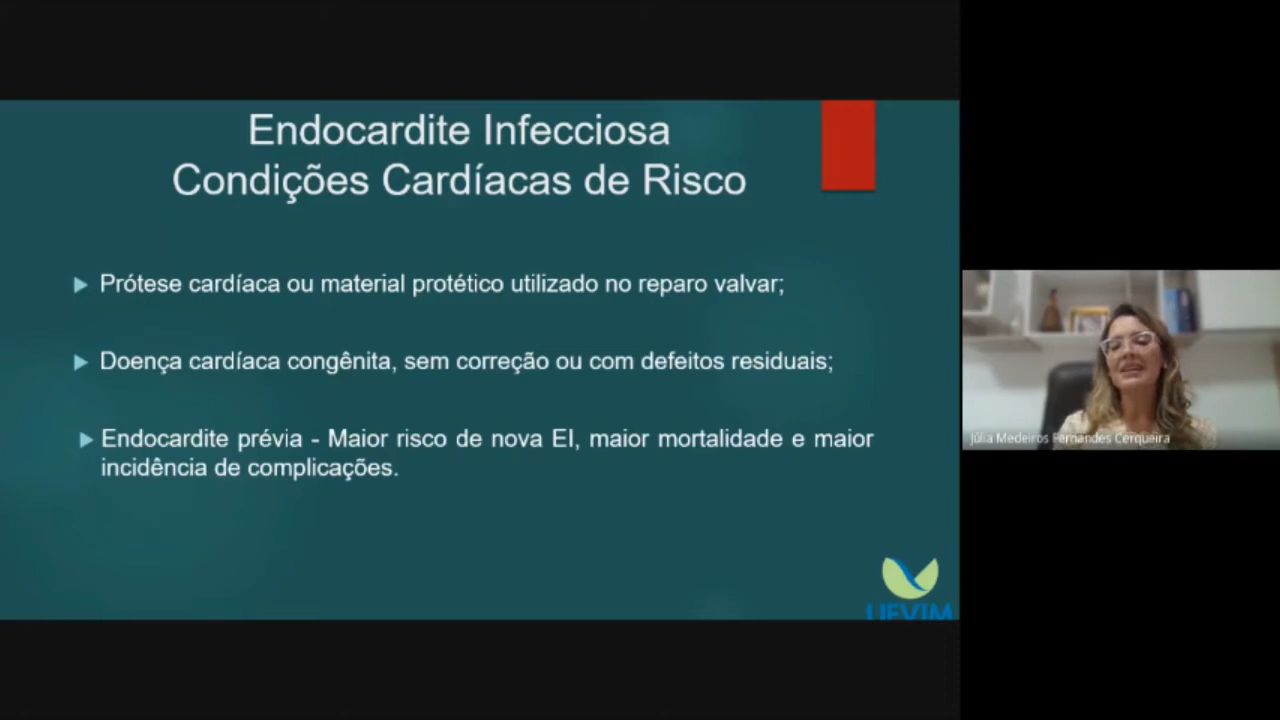 Endocardite Infecciosa
Condições Cardíacas de Risco
Prótese cardíaca ou material protético utilizado no reparo valvar;
Doença cardíaca congênita, sem correção ou com defeitos residuais;
Endocardite prévia - Maior risco de nova EI, maior mortalidade e maior
incidência de complicações.
Júlia Medeiros Fernandes Cerqueira